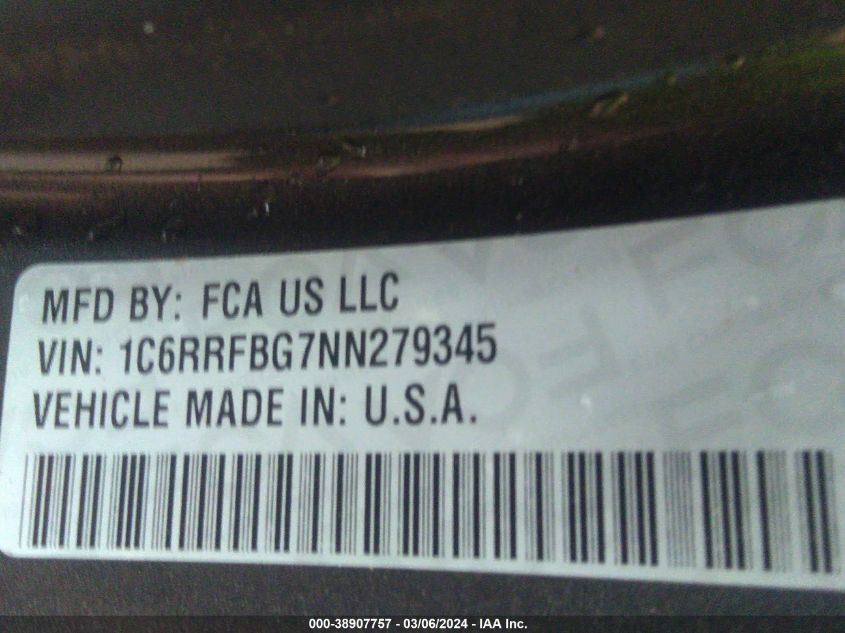 MFD BY: FCA US LLC
VIN: 1C6RRFBG7NN279345
VEHICLE MADE IN: U.S.A.
000-38907757 - 03/06/2024 - IAA Inc.